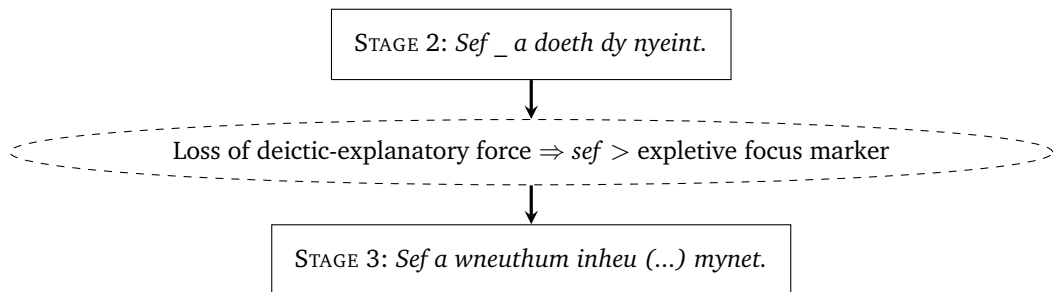 STAGE 2: Sef _ a doeth dy nyeint.
Loss of deictic-explanatory force ⇒ sef > expletive focus marker
STAGE 3: Sef a wneuthum inheu (...) mynet.